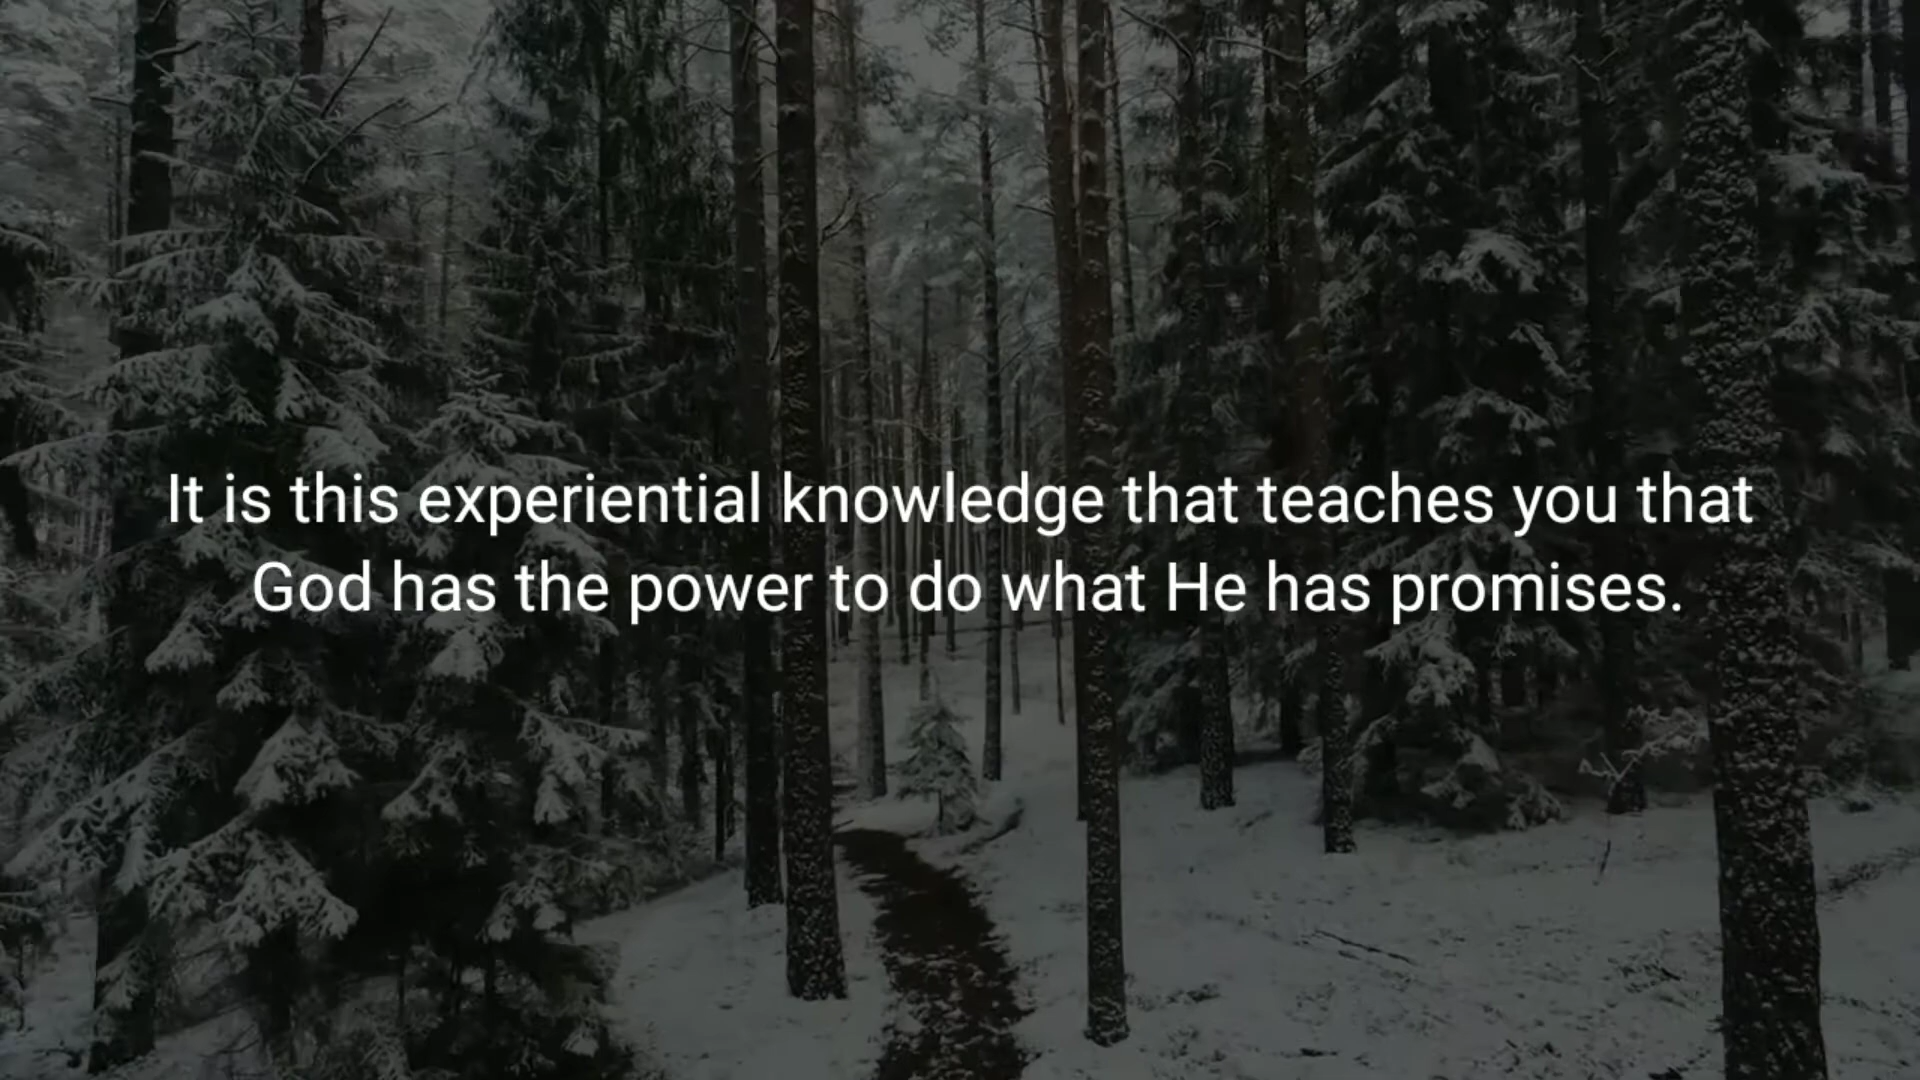 It is this experiential knowledge that teaches you that
God has the power to do what He has promises.